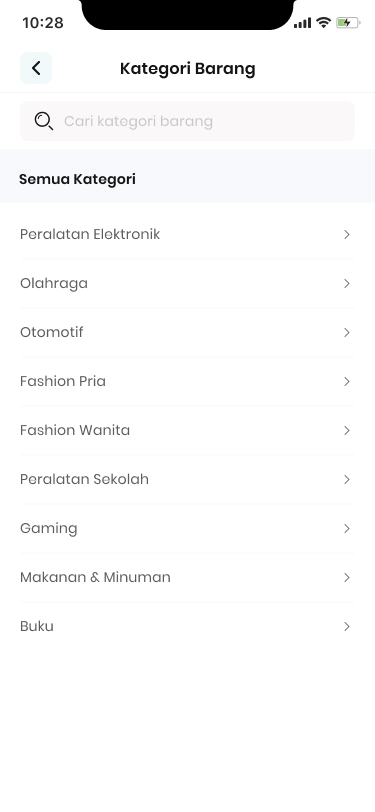 10:28
Kategori Barang
Cari kategori barang
Semua Kategori
Peralatan Elektronik
Olahraga
Otomotif
Fashion Pria
Fashion Wanita
Peralatan Sekolah
Gaming
Makanan & Minuman
Buku